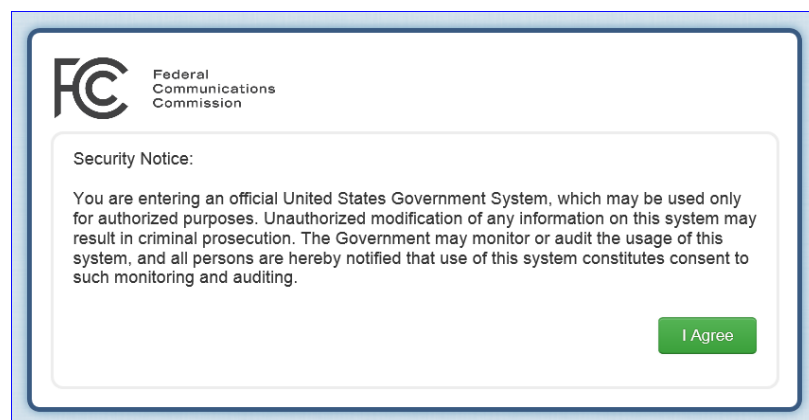 FCC
Federal
Communications
Commission
Security Notice:
You are entering an official United States Government System, which may be used only
for authorized purposes. Unauthorized modification of any information on this system may
result in criminal prosecution. The Government may monitor or audit the usage of this
system, and all persons are hereby notified that use of this system constitutes consent to
such monitoring and auditing.
I Agree